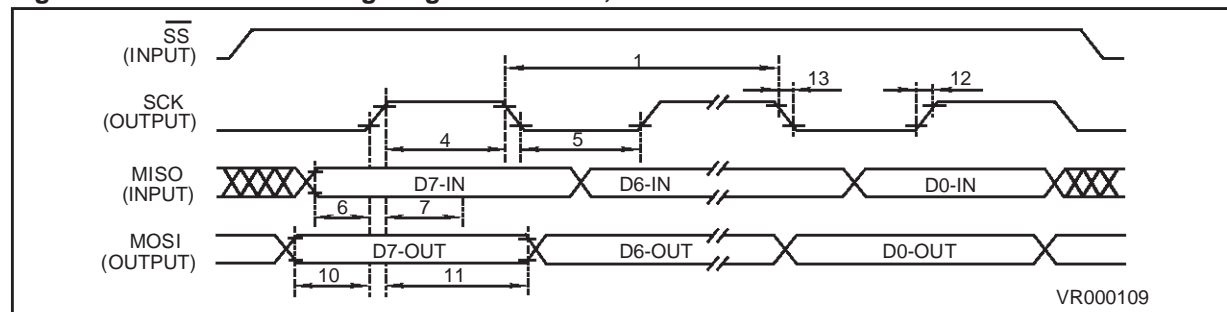 SS
(INPUT)
1
13
12
SCK
(OUTPUT)
4
5
MISO
(INPUT)
D7-IN
D6-IN
D0-IN
6
7
MOSI
(OUTPUT)
D7-OUT
D6-OUT
D0-OUT
10
11
VR000109